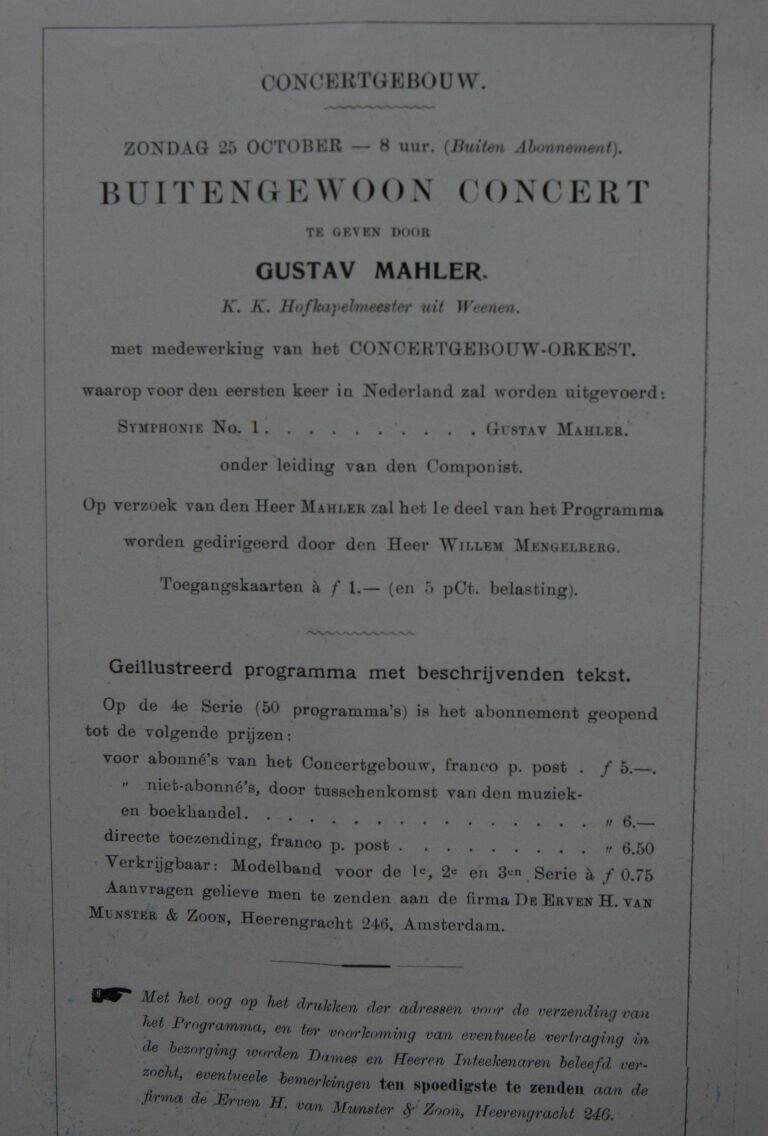 CONCERTGEBOUW.
ZONDAG 25 OCTOBER — 8 uur. (Buiten Abonnement).
BUITENGEWOON CONCERT
TE GEVEN DOOR
GUSTAV MAHLER.
K. K. Hofkapelmeester uit Weenen.
met medewerking van het CONCERTGEBOUW-ORKEST.
waarop voor den eersten keer in Nederland zal worden uitgevoerd:
SYMPHONIE No. 1. . . . . . . . . . . GUSTAV MAHLER.
onder leiding van den Componist.
Op verzoek van den Heer MAHLER zal het 1e deel van het Programma
worden gedirigeerd door den Heer WILLEM MENGELBERG.
Toegangskaarten à f 1.— (en 5 pCt. belasting).
Geillustreerd programma met beschrijvenden tekst.
Op de 4e Serie (50 programma's) is het abonnement geopend
tot de volgende prijzen:
voor abonné's van het Concertgebouw, franco p. post . f 5.—.
" niet-abonné's, door tusschenkomst van den muziek-
en boekhandel. . . . . . . . . . . . . . . . " 6.—
directe toezending, franco p. post . . . . . . . . . " 6.50
Verkrijgbaar: Modelband voor de 1e, 2e en 3en Serie à f 0.75
Aanvragen gelieve men te zenden aan de firma DE ERVEN H. VAN
MUNSTER & ZOON, Heerengracht 246, Amsterdam.
Met het oog op het drukken der adressen voor de verzending van
het Programma, en ter voorkoming van eventueele vertraging in
de bezorging worden Dames en Heeren Inteekenaren beleefd ver-
zocht, eventueele bemerkingen ten spoedigste te zenden aan de
firma de Erven H. van Munster & Zoon, Heerengracht 246.